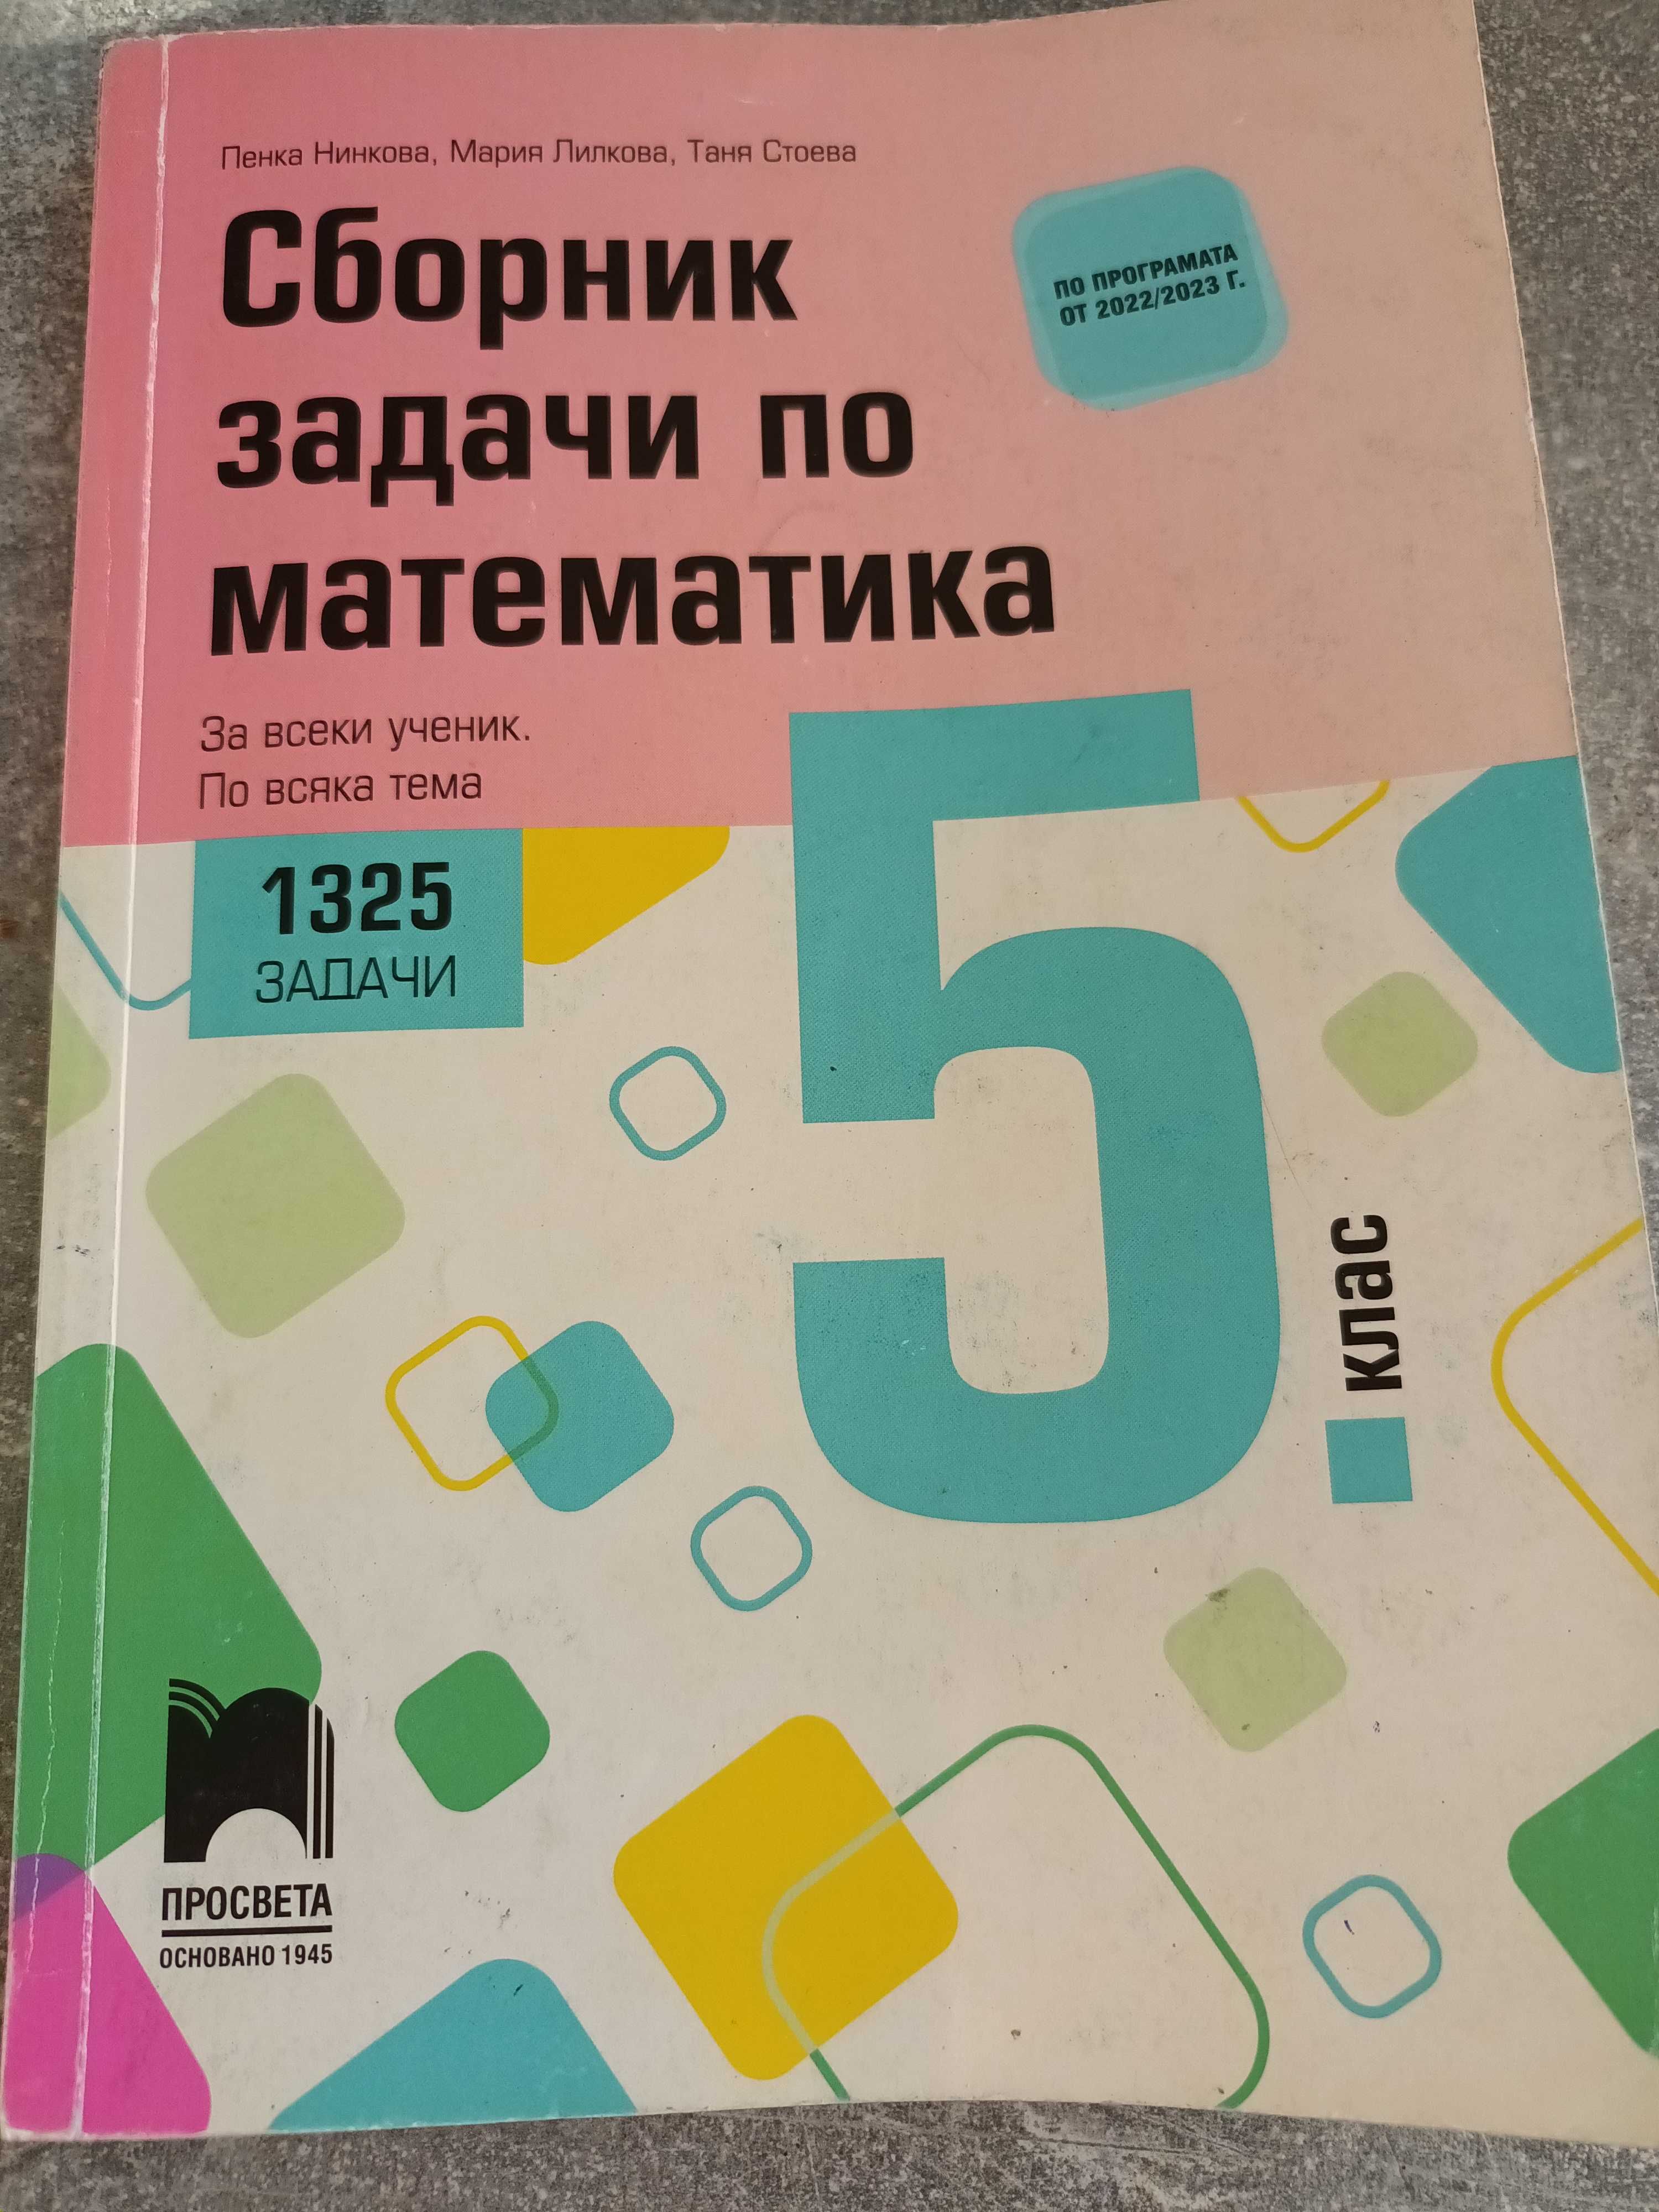 Пенка Нинкова, Мария Лилкова, Таня Стоева
Сборник
задачи по
математика
ПО ПРОГРАМАТА
ОТ 2022/2023 Г.
За всеки ученик.
По всяка тема
1325
ЗАДАЧИ
5.
клас
ПРОСВЕТА
ОСНОВАНО 1945